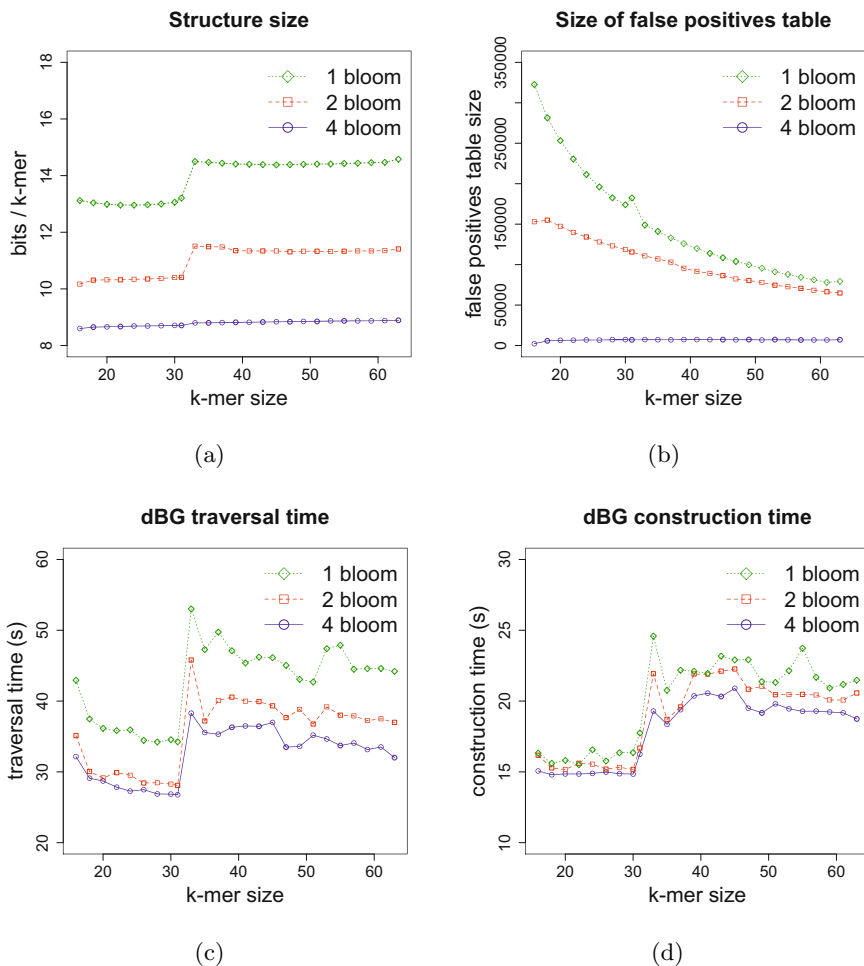 Structure size
18
16
14
12
10
8
bits / k-mer
1 bloom
2 bloom
4 bloom
20 30 40 50 60
k-mer size
(a)
Size of false positives table
350000
250000
150000
50000
0
false positives table size
1 bloom
2 bloom
4 bloom
20 30 40 50 60
k-mer size
(b)
dBG traversal time
60
50
40
30
20
traversal time (s)
1 bloom
2 bloom
4 bloom
20 30 40 50 60
k-mer size
(c)
dBG construction time
30
25
20
15
10
construction time (s)
1 bloom
2 bloom
4 bloom
20 30 40 50 60
k-mer size
(d)